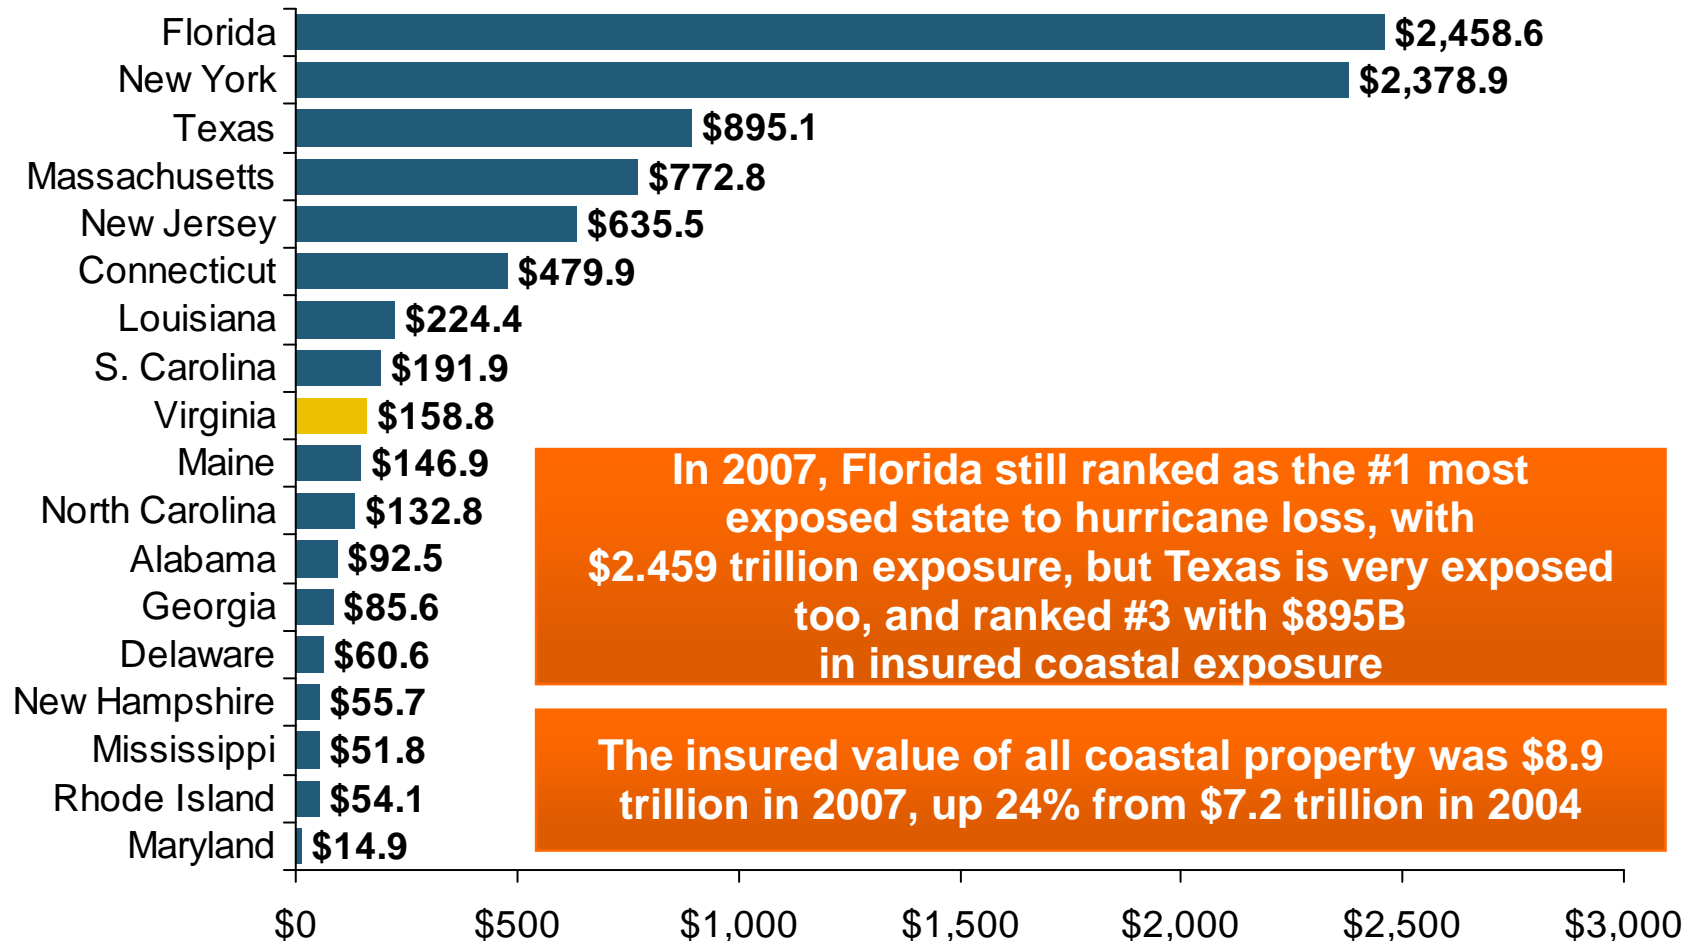 Florida $2,458.6
New York $2,378.9
Texas $895.1
Massachusetts $772.8
New Jersey $635.5
Connecticut $479.9
Louisiana $224.4
S. Carolina $191.9
Virginia $158.8
Maine $146.9
North Carolina $132.8
Alabama $92.5
Georgia $85.6
Delaware $60.6
New Hampshire $55.7
Mississippi $51.8
Rhode Island $54.1
Maryland $14.9
In 2007, Florida still ranked as the #1 most
exposed state to hurricane loss, with
$2.459 trillion exposure, but Texas is very exposed
too, and ranked #3 with $895B
in insured coastal exposure
The insured value of all coastal property was $8.9
trillion in 2007, up 24% from $7.2 trillion in 2004
$0 $500 $1,000 $1,500 $2,000 $2,500 $3,000